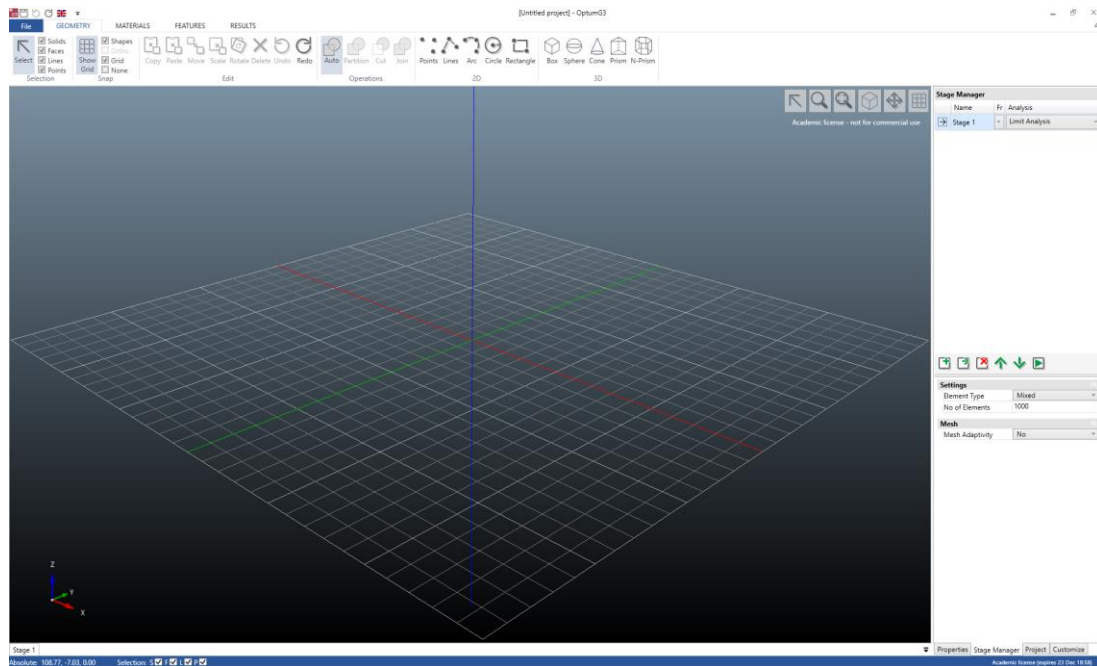 [Untitled project] - OptumG3
File GEOMETRY MATERIALS FEATURES RESULTS
Select
Solids
Faces
Lines
Points
Selection
Show Grid
Shapes
Ortho
Grid
None
Snap
Copy Paste Move Scale Rotate Delete Undo Redo
Edit
Auto Partition Cut Join
Operations
Points Lines Arc Circle Rectangle
2D
Box Sphere Cone Prism N-Prism
3D
Academic license - not for commercial use
Z
Y
X
Stage Manager
Name Fr Analysis
Stage 1 Limit Analysis
Settings
Element Type Mixed
No of Elements 1000
Mesh
Mesh Adaptivity No
Stage 1
Properties Stage Manager Project Customize
Absolute: 108.77, -7.03, 0.00 Selection: S F L P
Academic license (expires 23 Dec 18:58)